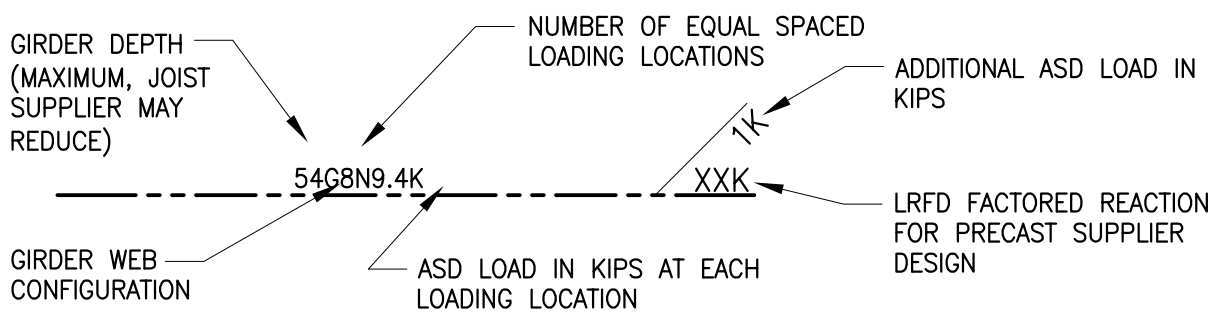 GIRDER DEPTH
(MAXIMUM, JOIST
SUPPLIER MAY
REDUCE)
NUMBER OF EQUAL SPACED
LOADING LOCATIONS
ADDITIONAL ASD LOAD IN
KIPS
1K
54G8N9.4K
XXK
LRFD FACTORED REACTION
FOR PRECAST SUPPLIER
DESIGN
GIRDER WEB
CONFIGURATION
ASD LOAD IN KIPS AT EACH
LOADING LOCATION